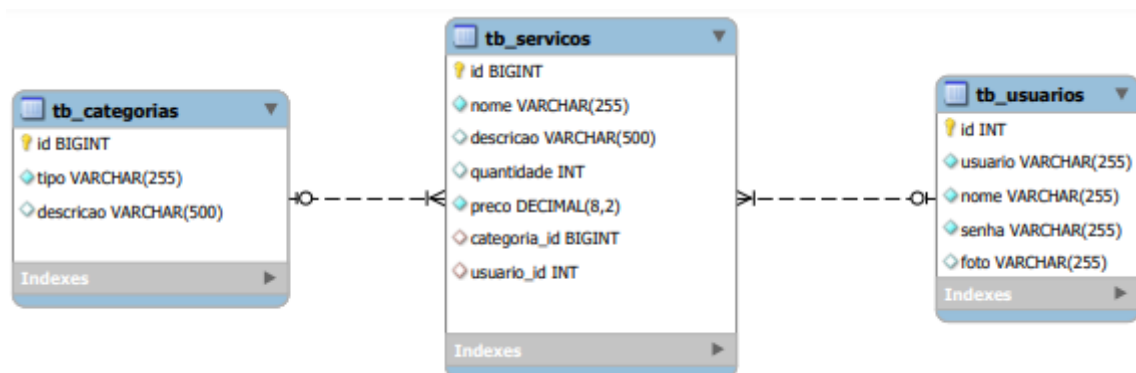 tb_categorias
id BIGINT
tipo VARCHAR(255)
descricao VARCHAR(500)
Indexes
tb_servicos
id BIGINT
nome VARCHAR(255)
descricao VARCHAR(500)
quantidade INT
preco DECIMAL(8,2)
categoria_id BIGINT
usuario_id INT
Indexes
tb_usuarios
id INT
usuario VARCHAR(255)
nome VARCHAR(255)
senha VARCHAR(255)
foto VARCHAR(255)
Indexes